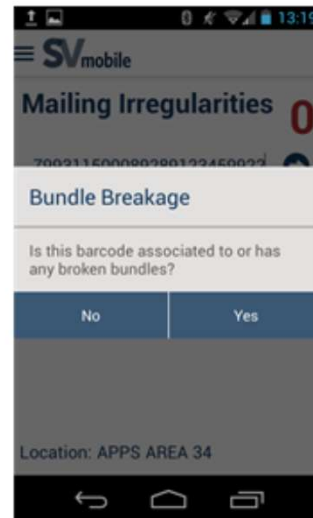 13:19
SVmobile
Mailing Irregularities 0
Bundle Breakage
Is this barcode associated to or has
any broken bundles?
No Yes
Location: APPS AREA 34